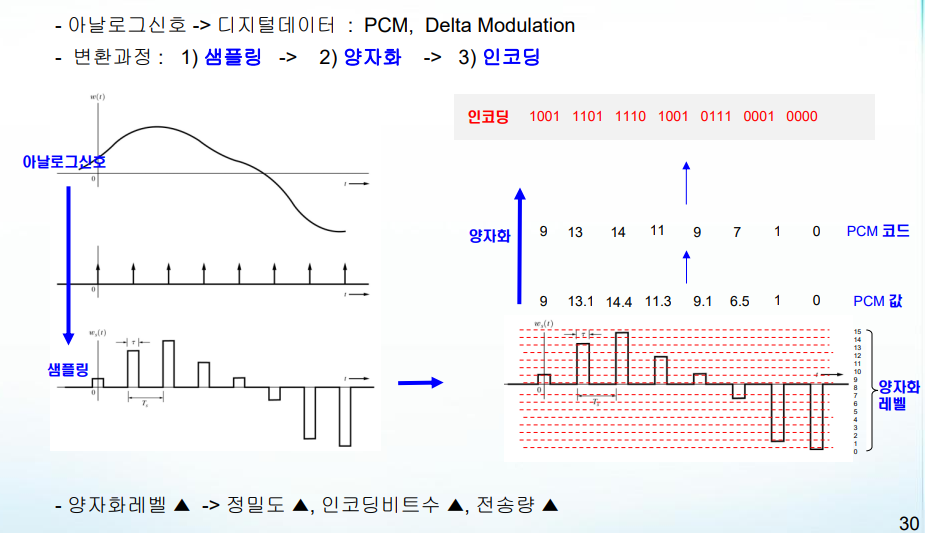 - 아날로그신호 -> 디지털데이터 : PCM, Delta Modulation
- 변환과정 : 1) 샘플링 -> 2) 양자화 -> 3) 인코딩
w(t)
아날로그신호
0
t
0
t
w_s(t)
τ
샘플링
0
T_s
t
인코딩 1001 1101 1110 1001 0111 0001 0000
양자화
9 13 14 11 9 7 1 0 PCM 코드
9 13.1 14.4 11.3 9.1 6.5 1 0 PCM 값
w_s(t)
τ
0
T_s
t
15
14
13
12
11
10
9
8
7
6
5
4
3
2
1
0
양자화
레벨
- 양자화레벨 ▲ -> 정밀도 ▲, 인코딩비트수 ▲, 전송량 ▲
30